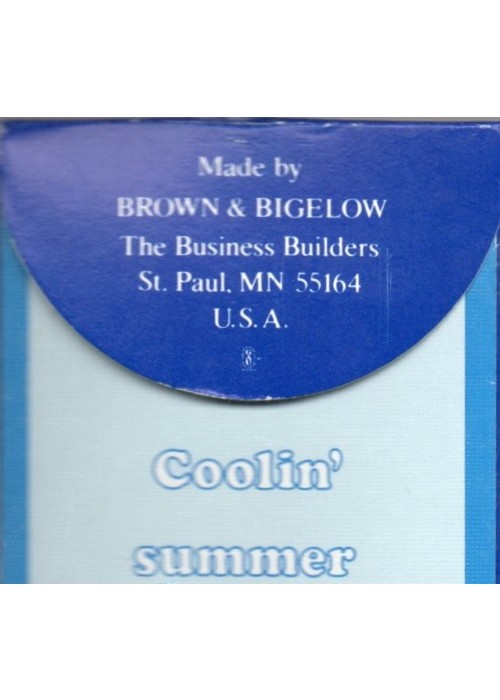 Made by
BROWN & BIGELOW
The Business Builders
St. Paul, MN 55164
U.S.A.
Coolin'
summer